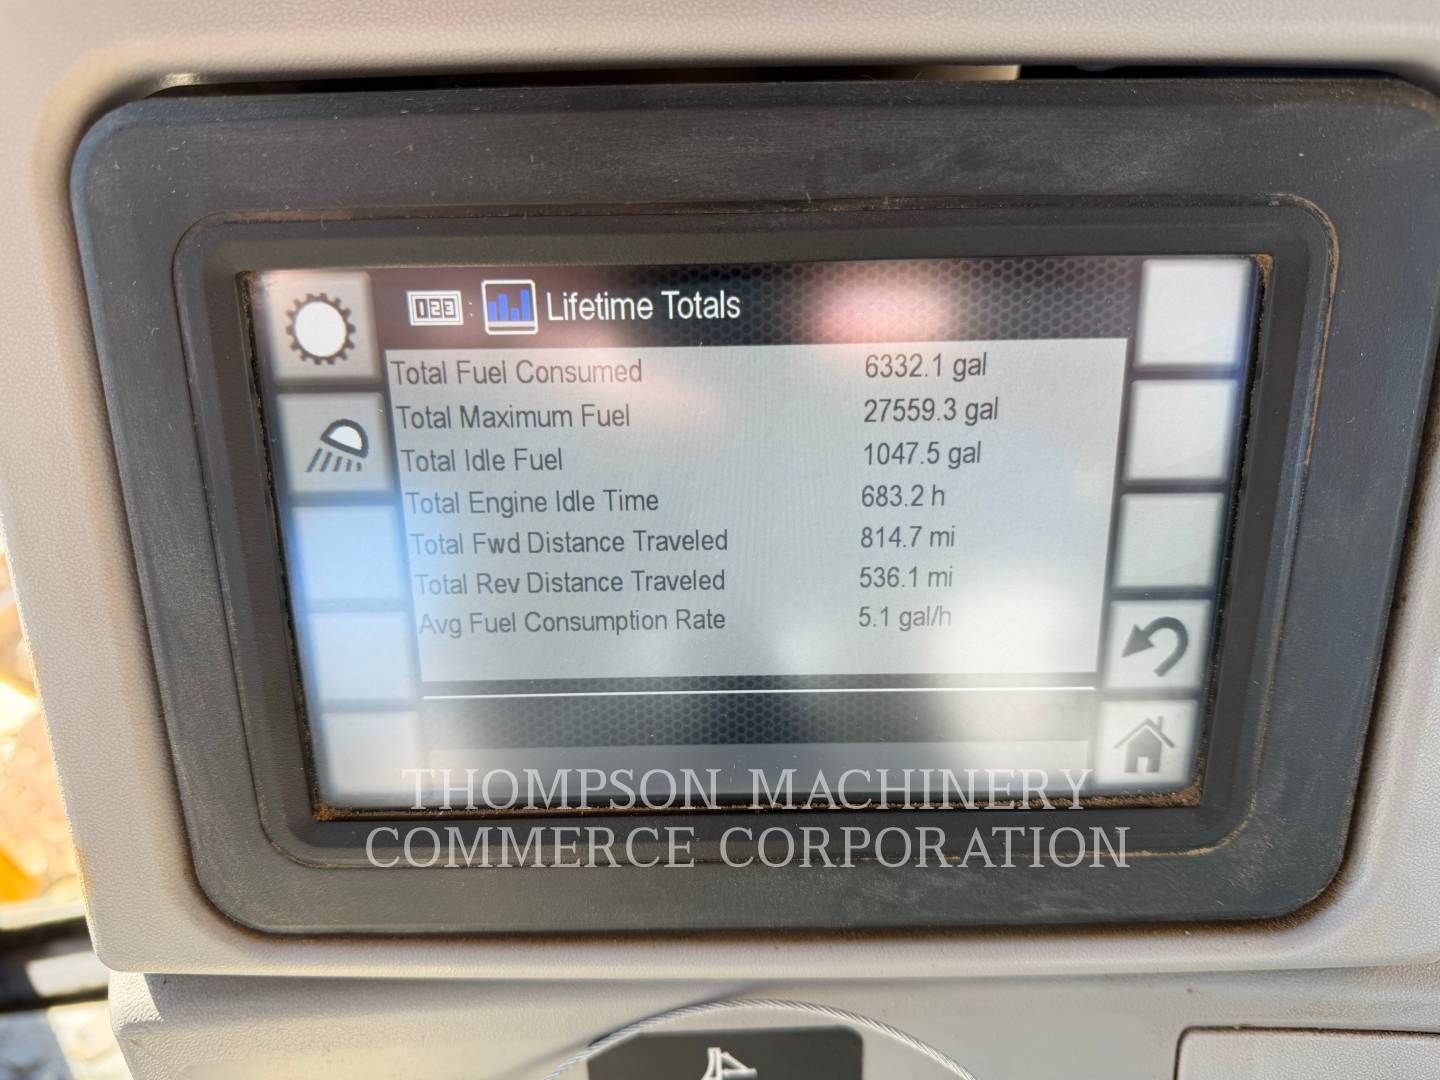 123 : Lifetime Totals
Total Fuel Consumed 6332.1 gal
Total Maximum Fuel 27559.3 gal
Total Idle Fuel 1047.5 gal
Total Engine Idle Time 683.2 h
Total Fwd Distance Traveled 814.7 mi
Total Rev Distance Traveled 536.1 mi
Avg Fuel Consumption Rate 5.1 gal/h
THOMPSON MACHINERY
COMMERCE CORPORATION